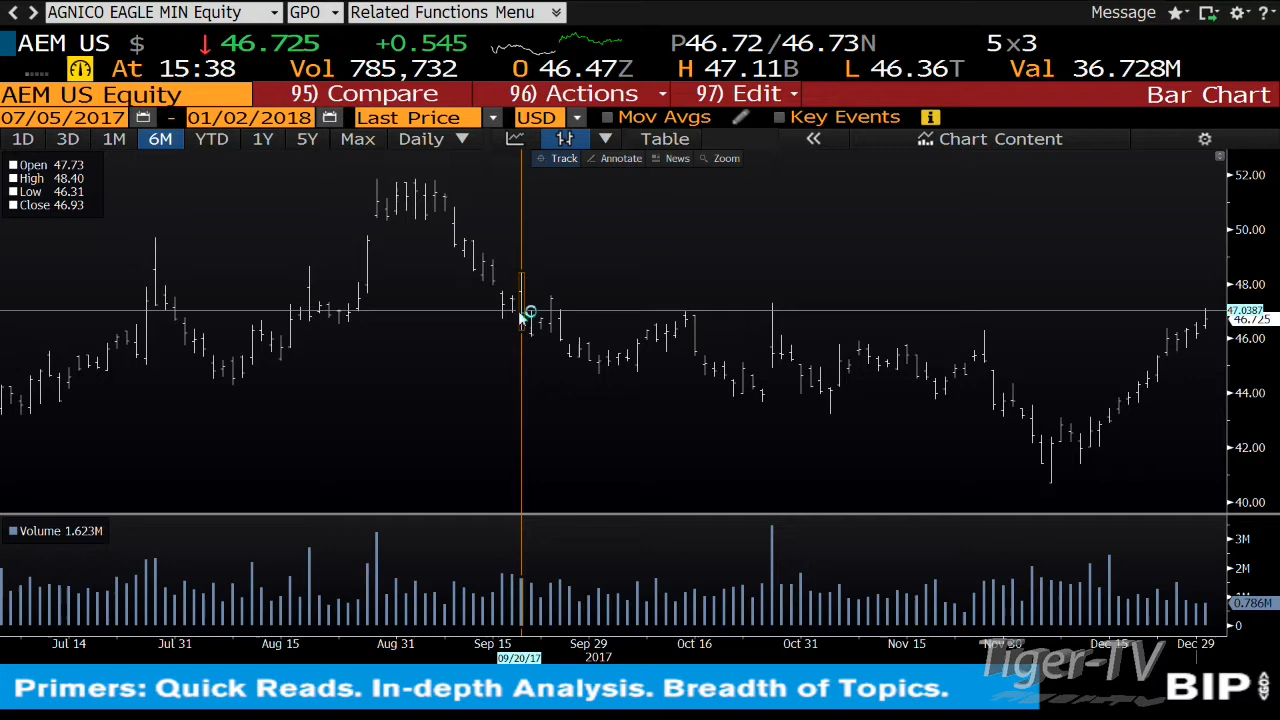 AGNICO EAGLE MIN Equity GPO Related Functions Menu Message ?
AEM US $ ↓ 46.725 +0.545 P46.72/46.73N 5x3
At 15:38 Vol 785,732 O 46.47Z H 47.11B L 46.36T Val 36.728M
AEM US Equity 95) Compare 96) Actions 97) Edit Bar Chart
07/05/2017 - 01/02/2018 Last Price USD Mov Avgs Key Events i
1D 3D 1M 6M YTD 1Y 5Y Max Daily Table « Chart Content
Track Annotate News Zoom
Open 47.73
High 48.40
Low 46.31
Close 46.93
52.00
50.00
48.00
47.0387
46.725
46.00
44.00
42.00
40.00
Volume 1.623M
3M
2M
0.786M
0
Jul 14 Jul 31 Aug 15 Aug 31 Sep 15 Sep 29 Oct 16 Oct 31 Nov 15 Nov 30 Dec 15 Dec 29
09/20/17 2017
Tiger-TV
Primers: Quick Reads. In-depth Analysis. Breadth of Topics.
BIP